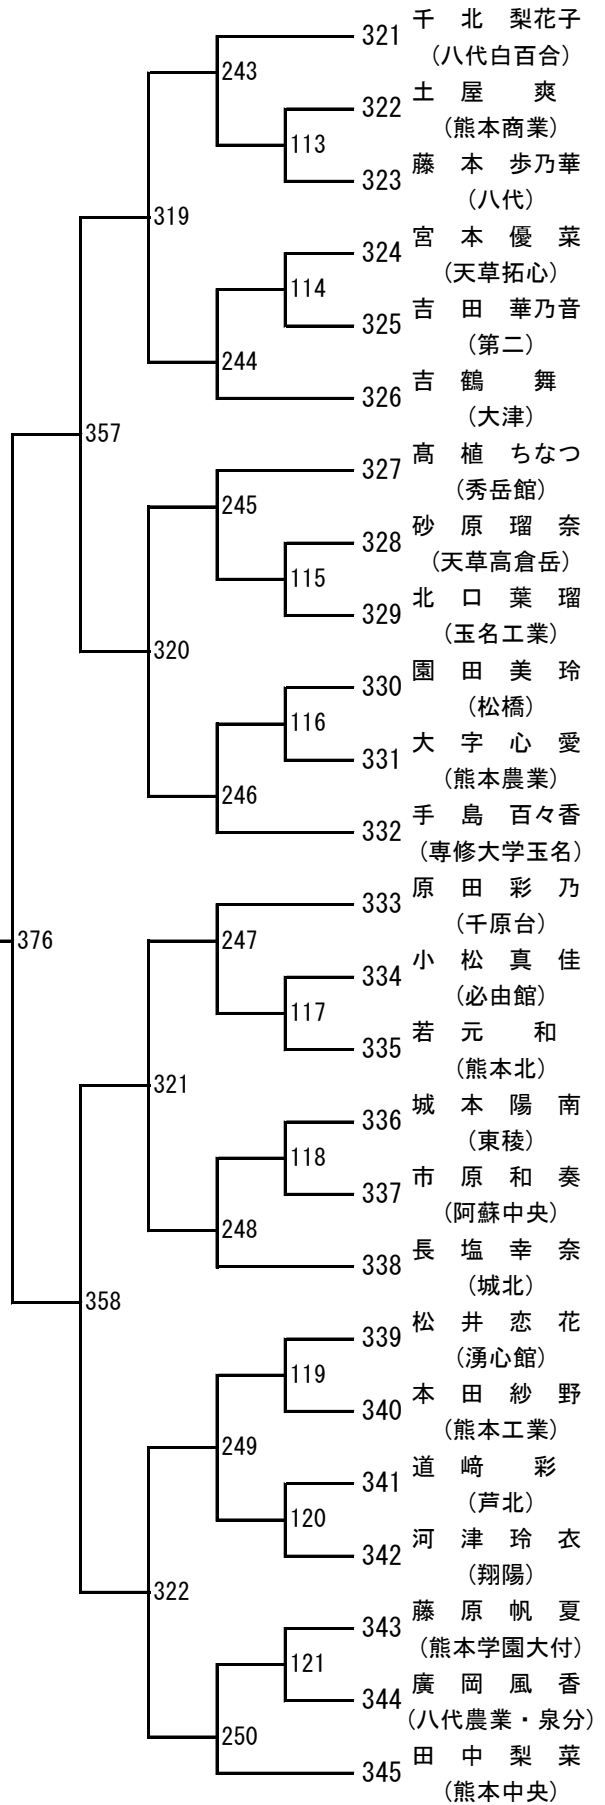 321 千 北 梨花子
(八代白百合)
243
322 土 屋 爽
(熊本商業)
113
323 藤 本 歩乃華
(八代)
319
324 宮 本 優 菜
(天草拓心)
114
325 吉 田 華乃音
(第二)
244
326 吉 鶴 舞
(大津)
357
327 髙 植 ちなつ
(秀岳館)
245
328 砂 原 瑠 奈
(天草高倉岳)
115
329 北 口 葉 瑠
(玉名工業)
320
330 園 田 美 玲
(松橋)
116
331 大 字 心 愛
(熊本農業)
246
332 手 島 百々香
(専修大学玉名)
333 原 田 彩 乃
(千原台)
376
247
334 小 松 真 佳
(必由館)
117
335 若 元 和
(熊本北)
321
336 城 本 陽 南
(東稜)
118
337 市 原 和 奏
(阿蘇中央)
248
338 長 塩 幸 奈
(城北)
358
339 松 井 恋 花
(湧心館)
119
340 本 田 紗 野
(熊本工業)
249
341 道 﨑 彩
(芦北)
120
342 河 津 玲 衣
(翔陽)
322
343 藤 原 帆 夏
(熊本学園大付)
121
344 廣 岡 風 香
(八代農業・泉分)
250
345 田 中 梨 菜
(熊本中央)